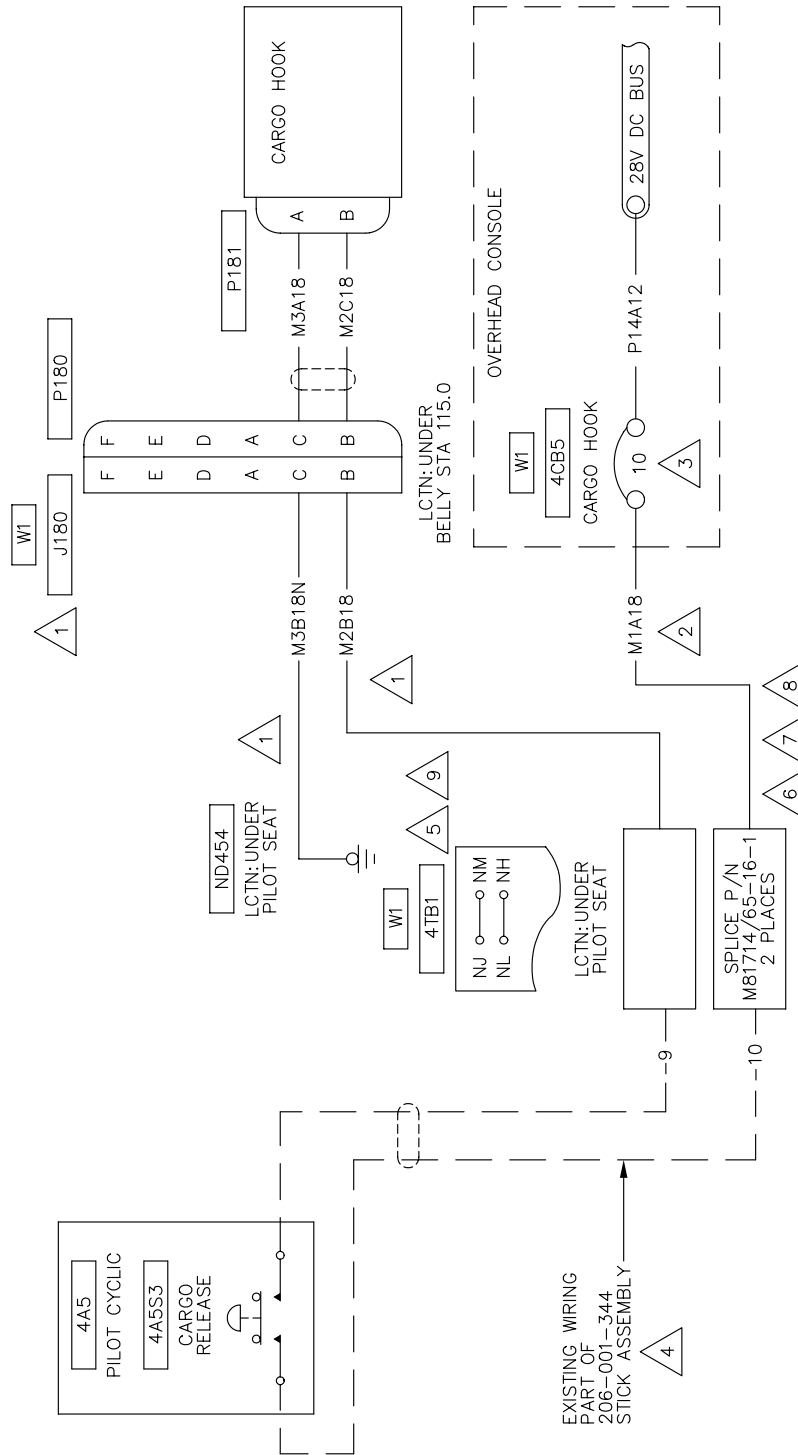 4A5
PILOT CYCLIC
4A5S3
CARGO
RELEASE
EXISTING WIRING
PART OF
206-001-344
STICK ASSEMBLY
4
-9
-10
ND454
LCTN: UNDER
PILOT SEAT
1
W1
4TB1
5
9
NJ NM
NL NH
LCTN: UNDER
PILOT SEAT
SPLICE P/N
M81714/65-16-1
2 PLACES
6
7
8
1
W1
J180
P180
M3B18N
M2B18
1
F F
E E
D D
A A
C C
B B
LCTN: UNDER
BELLY STA 115.0
M3A18
M2C18
P181
A
B
CARGO HOOK
M1A18
2
OVERHEAD CONSOLE
W1
4CB5
CARGO HOOK
10
3
P14A12
28V DC BUS